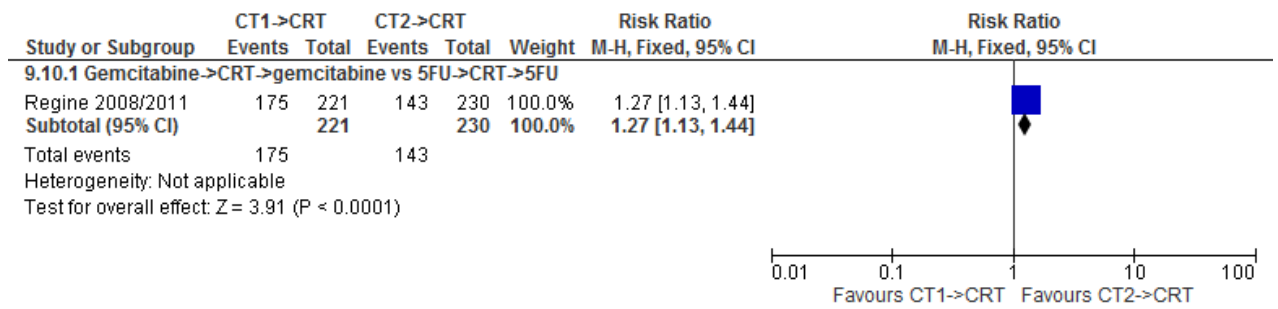 CT1->CRT CT2->CRT Risk Ratio Risk Ratio
Study or Subgroup Events Total Events Total Weight M-H, Fixed, 95% CI M-H, Fixed, 95% CI
9.10.1 Gemcitabine->CRT->gemcitabine vs 5FU->CRT->5FU
Regine 2008/2011 175 221 143 230 100.0% 1.27 [1.13, 1.44]
Subtotal (95% CI) 221 230 100.0% 1.27 [1.13, 1.44]
Total events 175 143
Heterogeneity: Not applicable
Test for overall effect: Z = 3.91 (P < 0.0001)
0.01 0.1 1 10 100
Favours CT1->CRT Favours CT2->CRT